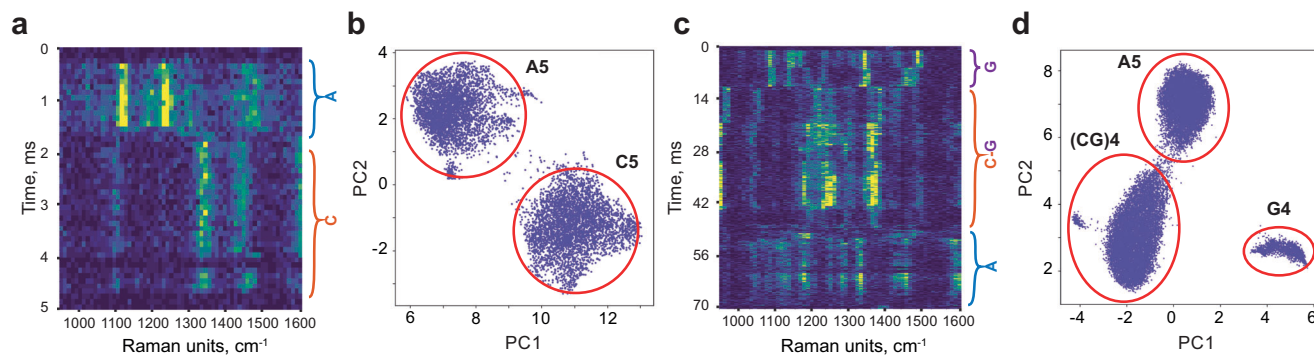 a
0
1
2
3
4
5
Time, ms
1000 1100 1200 1300 1400 1500 1600
Raman units, cm⁻¹
A
C
b
4
2
0
-2
PC2
A5
C5
6 8 10 12
PC1
c
0
14
28
42
56
70
Time, ms
1000 1100 1200 1300 1400 1500 1600
Raman units, cm⁻¹
G
C-G
A
d
8
6
4
2
PC2
A5
(CG)4
G4
-4 -2 0 2 4 6
PC1